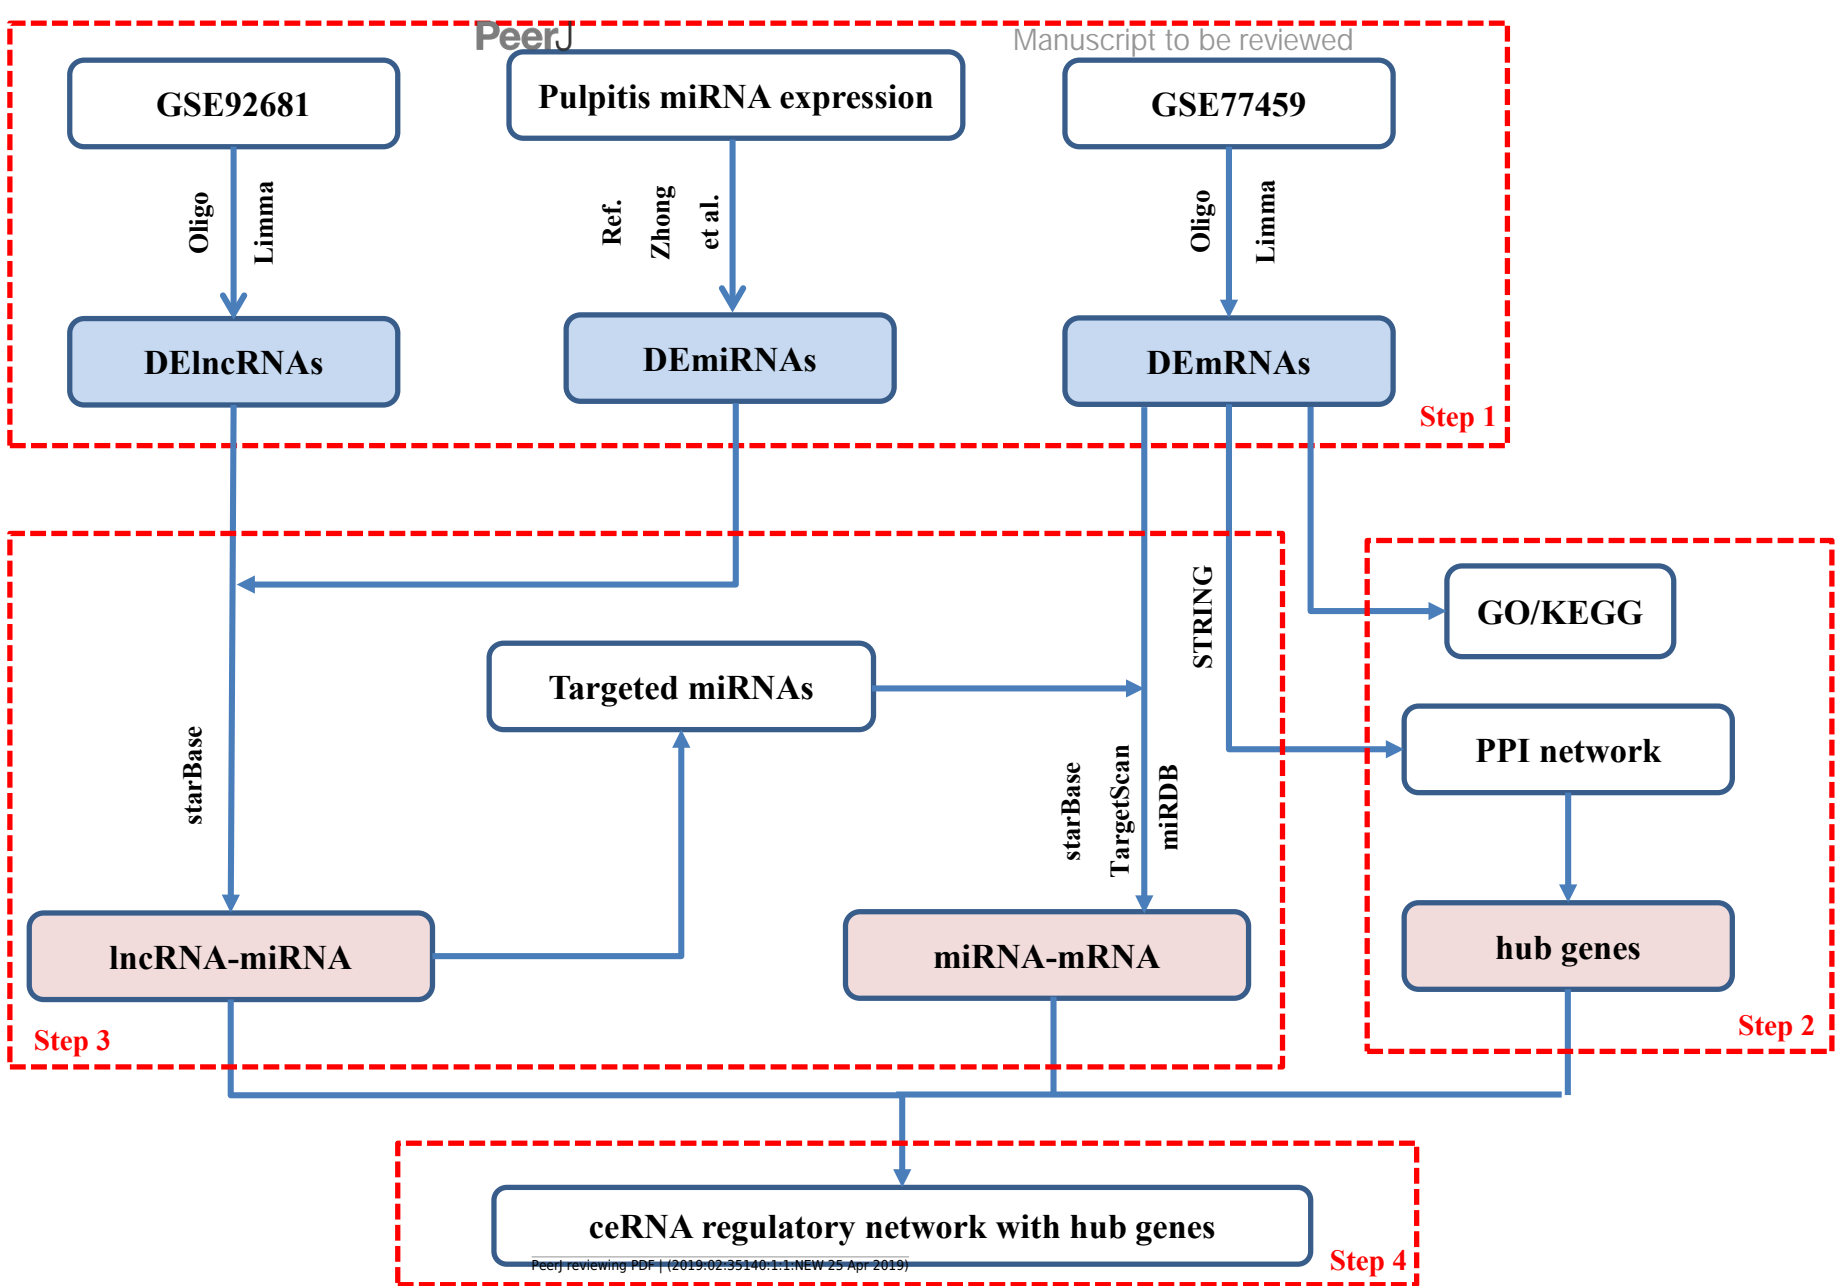 PeerJ
Manuscript to be reviewed
GSE92681
Pulpitis miRNA expression
GSE77459
Oligo
Limma
Ref.
Zhong
et al.
Oligo
Limma
DElncRNAs
DEmiRNAs
DEmRNAs
Step 1
STRING
GO/KEGG
Targeted miRNAs
PPI network
starBase
starBase
TargetScan
miRDB
lncRNA-miRNA
miRNA-mRNA
hub genes
Step 3
Step 2
ceRNA regulatory network with hub genes
Step 4
PeerJ reviewing PDF | (2019:02:35140:1:1:NEW 25 Apr 2019)